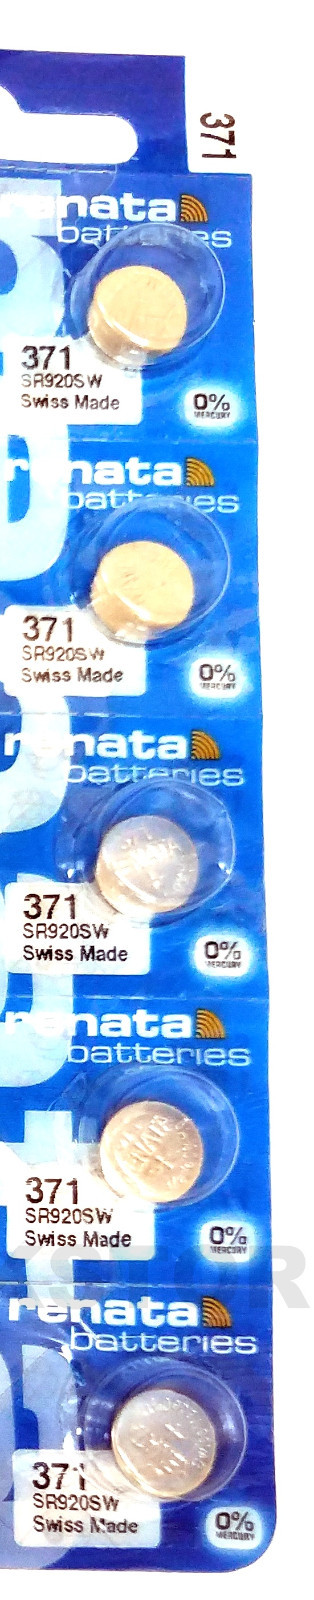 371
renata
batteries
371
SR920SW
Swiss Made
0%
MERCURY
renata
batteries
371
SR920SW
Swiss Made
0%
MERCURY
renata
batteries
371
SR920SW
Swiss Made
0%
MERCURY
renata
batteries
371
SR920SW
Swiss Made
0%
MERCURY
renata
batteries
371
SR920SW
Swiss Made
0%
MERCURY